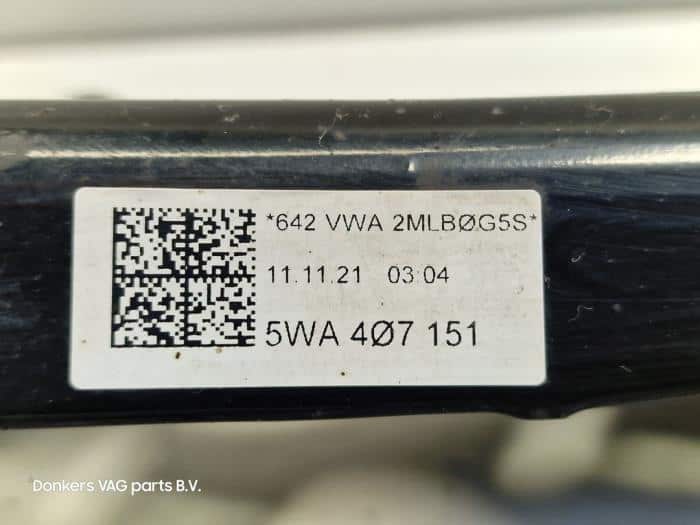 *642 VWA 2MLBØG5S*
11.11.21 03:04
5WA 4Ø7 151
Donkers VAG parts B.V.